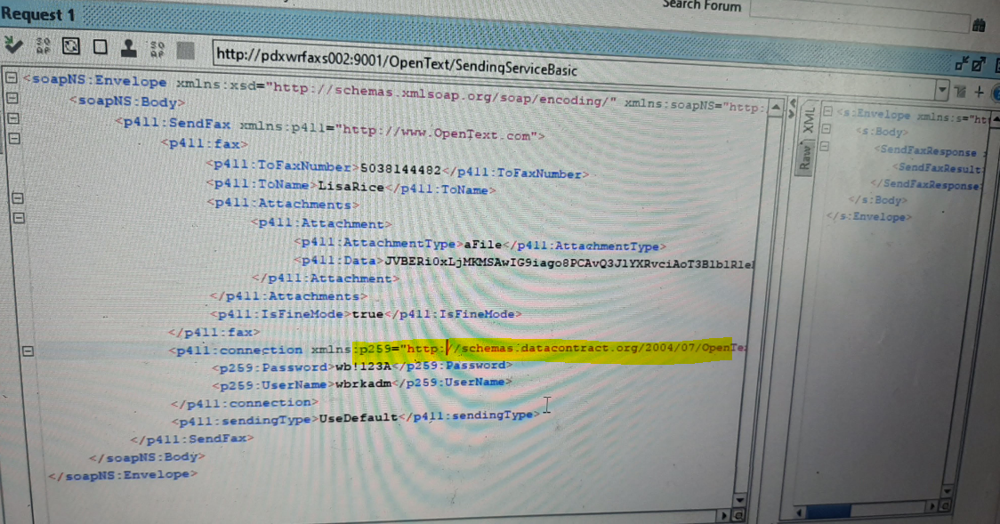 Search Forum
Request 1
http://pdxwrfaxs002:9001/OpenText/SendingServiceBasic
<soapNS:Envelope xmlns:xsd="http://schemas.xmlsoap.org/soap/encoding/" xmlns:soapNS="http:
<soapNS:Body>
<p411:SendFax xmlns:p411="http://www.OpenText.com">
<p411:fax>
<p411:ToFaxNumber>5038144482</p411:ToFaxNumber>
<p411:ToName>LisaRice</p411:ToName>
<p411:Attachments>
<p411:Attachment>
<p411:AttachmentType>aFile</p411:AttachmentType>
<p411:Data>
</p411:Attachment>
</p411:Attachments>
<p411:IsFineMode>true</p411:IsFineMode>
</p411:fax>
<p411:connection xmlns:p259="http://schemas.datacontract.org/2004/07/OpenTe
<p259:Password>wb!123A</p259:Password>
<p259:UserName>wbrkadm</p259:UserName>
</p411:connection>
<p411:sendingType>UseDefault</p411:sendingType>
</p411:SendFax>
</soapNS:Body>
</soapNS:Envelope>
XML
Raw
<s:Envelope xmlns:s="htt
<s:Body>
<SendFaxResponse
<SendFaxResult
</SendFaxResponse
</s:Body>
</s:Envelope>